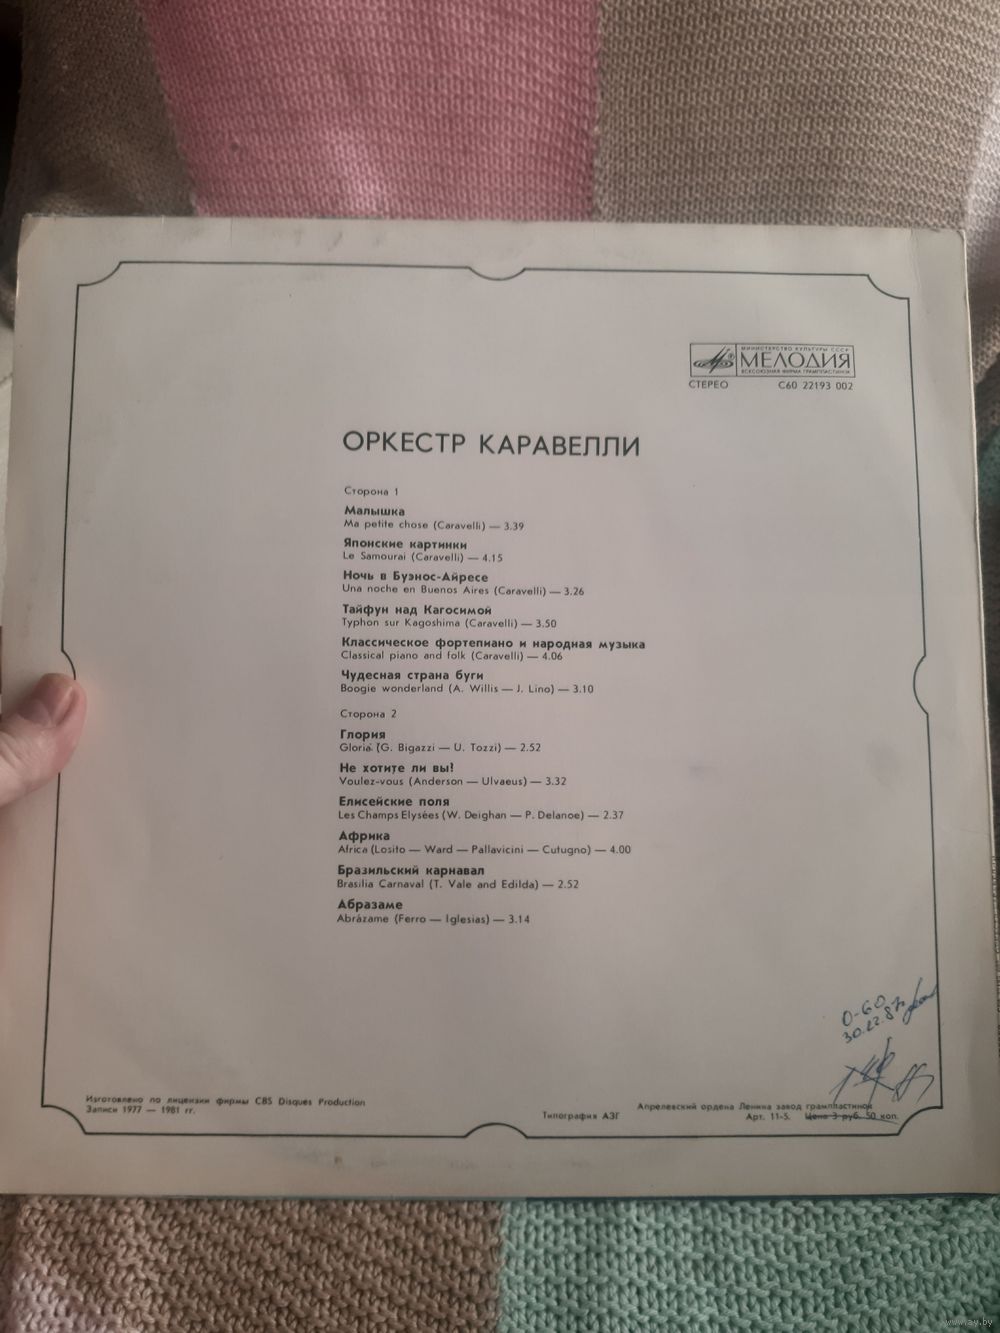 МИНИСТЕРСТВО КУЛЬТУРЫ СССР
МЕЛОДИЯ
ВСЕСОЮЗНАЯ ФИРМА ГРАМПЛАСТИНОК
СТЕРЕО С60 22193 002
ОРКЕСТР КАРАВЕЛЛИ
Сторона 1
Малышка
Ma petite chose (Caravelli) — 3.39
Японские картинки
Le Samourai (Caravelli) — 4.15
Ночь в Буэнос-Айресе
Una noche en Buenos Aires (Caravelli) — 3.26
Тайфун над Кагосимой
Typhon sur Kagoshima (Caravelli) — 3.50
Классическое фортепиано и народная музыка
Classical piano and folk (Caravelli) — 4.06
Чудесная страна буги
Boogie wonderland (A. Willis — J. Lino) — 3.10
Сторона 2
Глория
Gloria (G. Bigazzi — U. Tozzi) — 2.52
Не хотите ли вы!
Voulez-vous (Anderson — Ulvaeus) — 3.32
Елисейские поля
Les Champs Elysées (W. Deighan — P. Delanoe) — 2.37
Африка
Africa (Losito — Ward — Pallavicini — Cutugno) — 4.00
Бразильский карнавал
Brasilia Carnaval (T. Vale and Edilda) — 2.52
Абразаме
Abrázame (Ferro — Iglesias) — 3.14
0-60
Изготовлено по лицензии фирмы CBS Disques Production
Записи 1977 — 1981 гг.
Типография АЗГ
Апрелевский ордена Ленина завод грампластинок
Арт. 11-5. Цена 3 руб. 50 коп.
www.ay.by